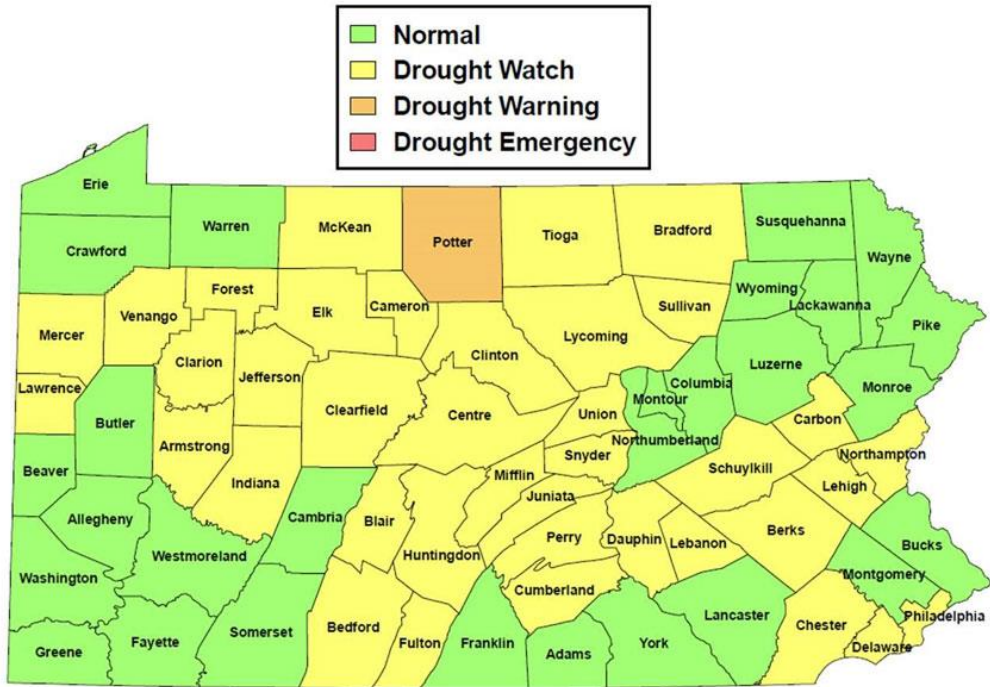 Normal
Drought Watch
Drought Warning
Drought Emergency
Erie
Crawford
Warren
McKean
Potter
Tioga
Bradford
Susquehanna
Wayne
Wyoming
Lackawanna
Pike
Mercer
Venango
Forest
Elk
Cameron
Sullivan
Lycoming
Clinton
Clarion
Jefferson
Lawrence
Butler
Clearfield
Centre
Union
Montour
Columbia
Luzerne
Monroe
Carbon
Northumberland
Snyder
Northampton
Schuylkill
Lehigh
Beaver
Armstrong
Indiana
Mifflin
Juniata
Allegheny
Cambria
Blair
Huntingdon
Perry
Dauphin
Lebanon
Berks
Bucks
Washington
Westmoreland
Cumberland
Montgomery
Philadelphia
Greene
Fayette
Somerset
Bedford
Fulton
Franklin
Adams
York
Lancaster
Chester
Delaware